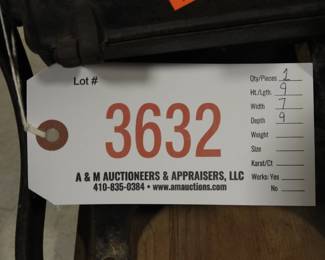 Lot #
3632
A & M AUCTIONEERS & APPRAISERS, LLC
410-835-0384 • www.amauctions.com
Qty/Pieces 2
Ht./Lgth. 9
Width 7
Depth 9
Weight
Size
Karat/Ct
Works: Yes
No